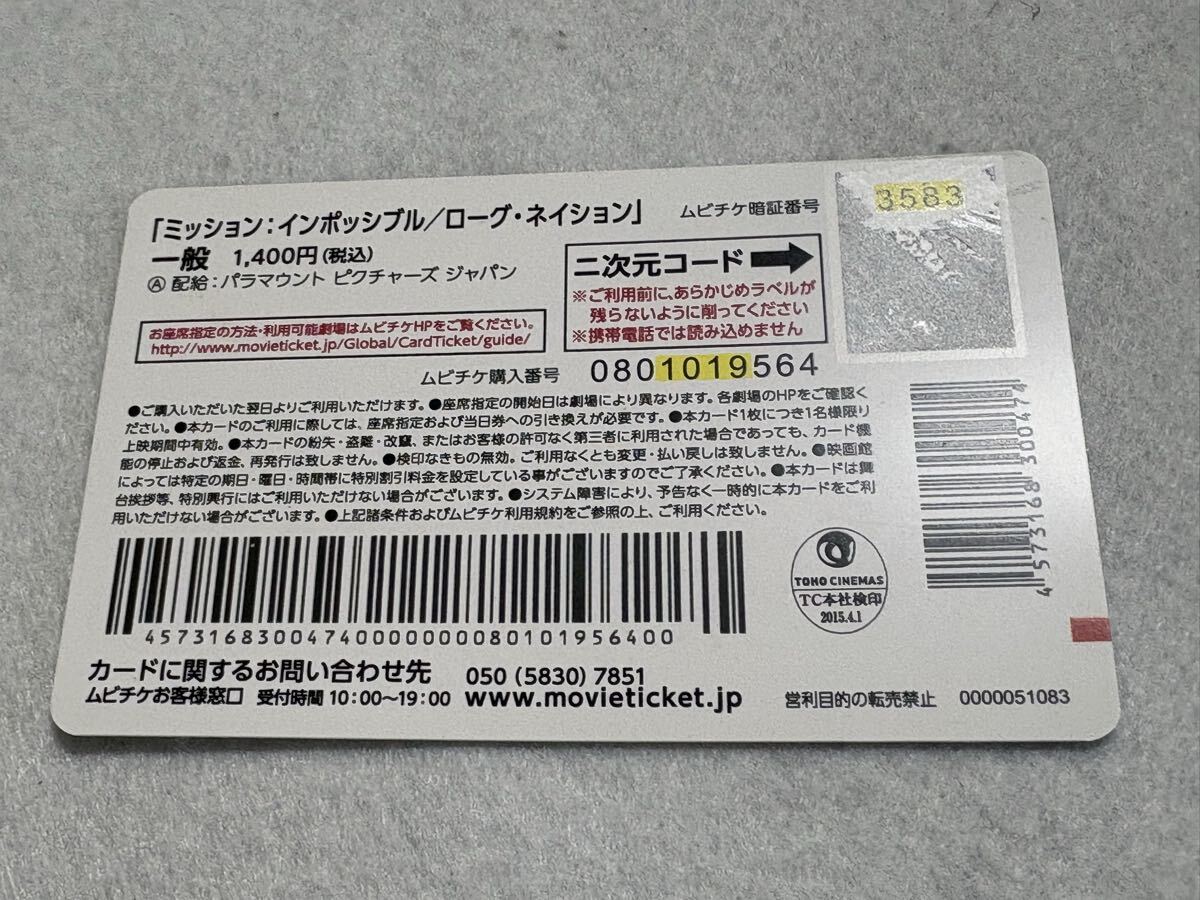 「ミッション:インポッシブル/ローグ・ネイション」
一般 1,400円(税込)
Ⓐ 配給:パラマウント ピクチャーズ ジャパン
ムビチケ暗証番号
3583
二次元コード
※ご利用前に、あらかじめラベルが
残らないように削ってください
※携帯電話では読み込めません
お座席指定の方法・利用可能劇場はムビチケHPをご覧ください。
http://www.movieticket.jp/Global/CardTicket/guide/
ムビチケ購入番号 0801019564
●ご購入いただいた翌日よりご利用いただけます。●座席指定の開始日は劇場により異なります。各劇場のHPをご確認く
ださい。●本カードのご利用に際しては、座席指定および当日券への引き換えが必要です。●本カード1枚につき1名様限り
上映期間中有効。●本カードの紛失・盗難・改竄、またはお客様の許可なく第三者に利用された場合であっても、カード機
能の停止および返金、再発行は致しません。●検印なきもの無効。ご利用なくとも変更・払い戻しは致しません。●映画館
によっては特定の期日・曜日・時間帯に特別割引料金を設定している事がございますのでご了承ください。●本カードは舞
台挨拶等、特別興行にはご利用いただけない場合がございます。●システム障害により、予告なく一時的に本カードをご利
用いただけない場合がございます。●上記諸条件およびムビチケ利用規約をご参照の上、ご利用ください。
457316830047400000000080101956400
4 573168 300474
TOHO CINEMAS
TC本社検印
2015.4.1
カードに関するお問い合わせ先 050 (5830) 7851
ムビチケお客様窓口 受付時間 10:00〜19:00 www.movieticket.jp
営利目的の転売禁止 0000051083